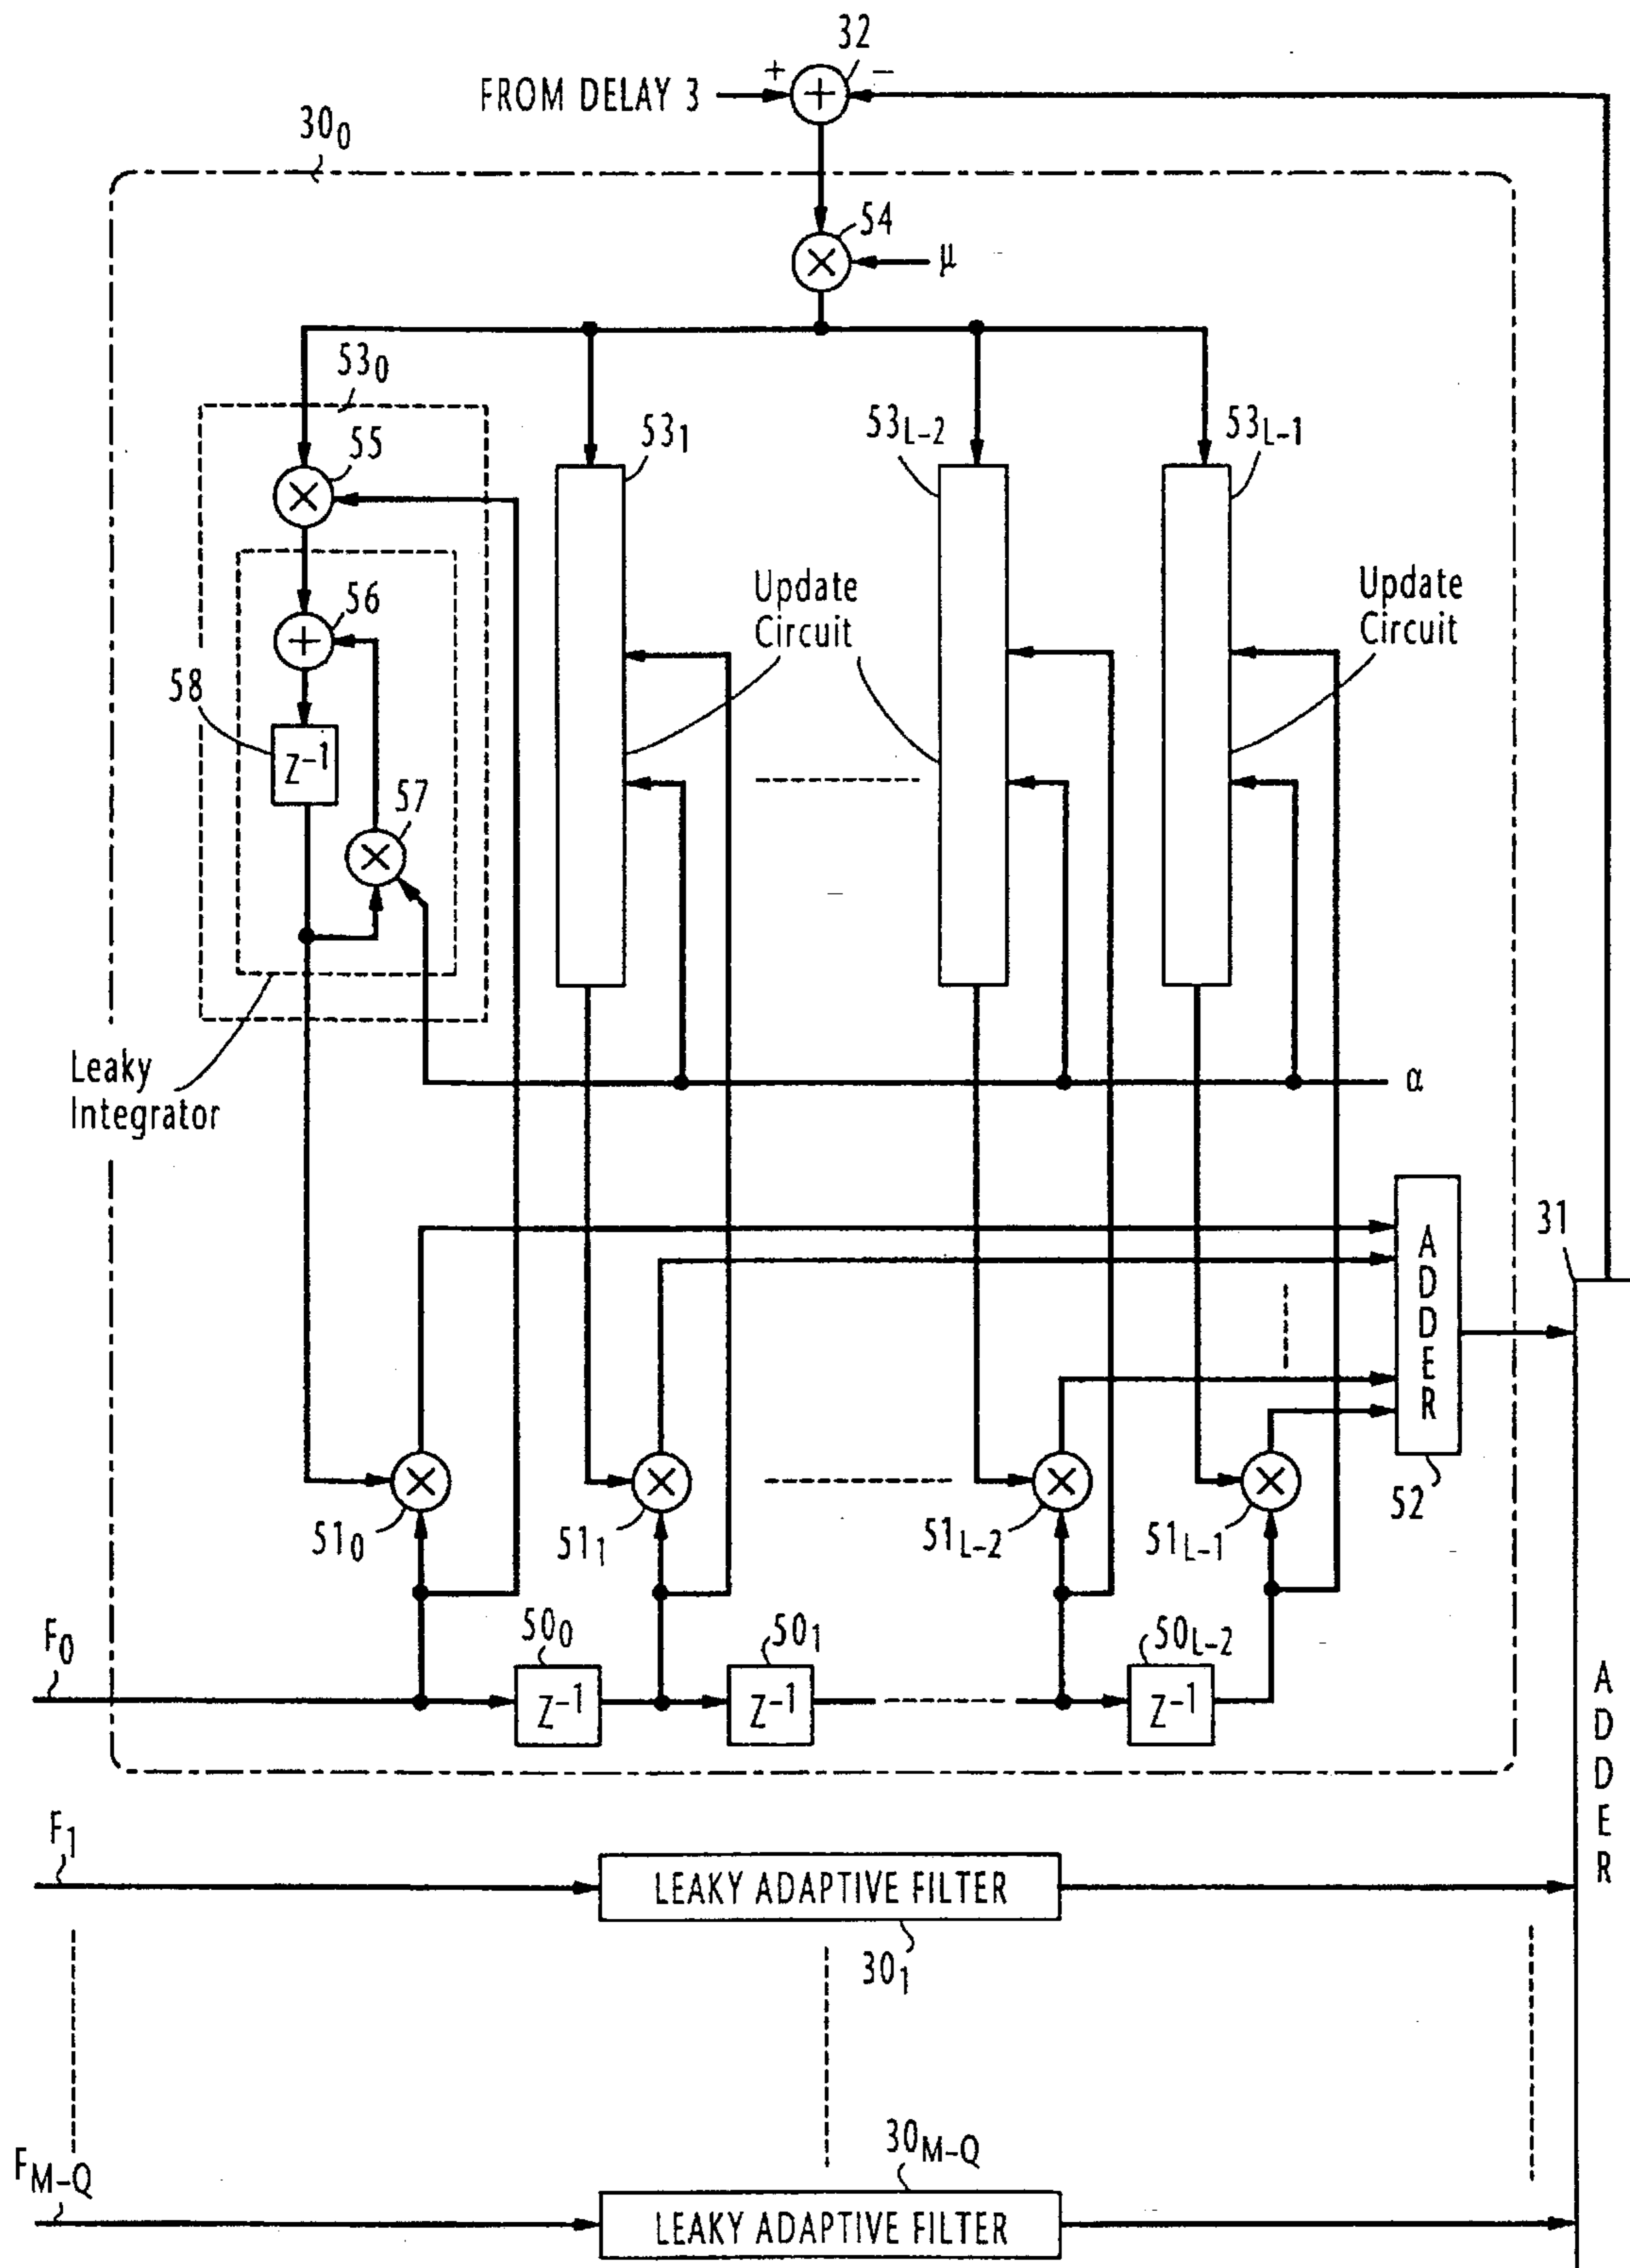 32
+
−
FROM DELAY 3
+
30₀
54
×
μ
53₀
55
×
53₁
53L-2
53L-1
56
+
Update
Circuit
Update
Circuit
58
Z⁻¹
57
×
Leaky
Integrator
α
31
ADDER
52
×
×
×
×
51₀
51₁
51L-2
51L-1
F₀
50₀
50₁
50L-2
Z⁻¹
Z⁻¹
Z⁻¹
ADDER
F₁
LEAKY ADAPTIVE FILTER
30₁
30M-Q
FM-Q
LEAKY ADAPTIVE FILTER